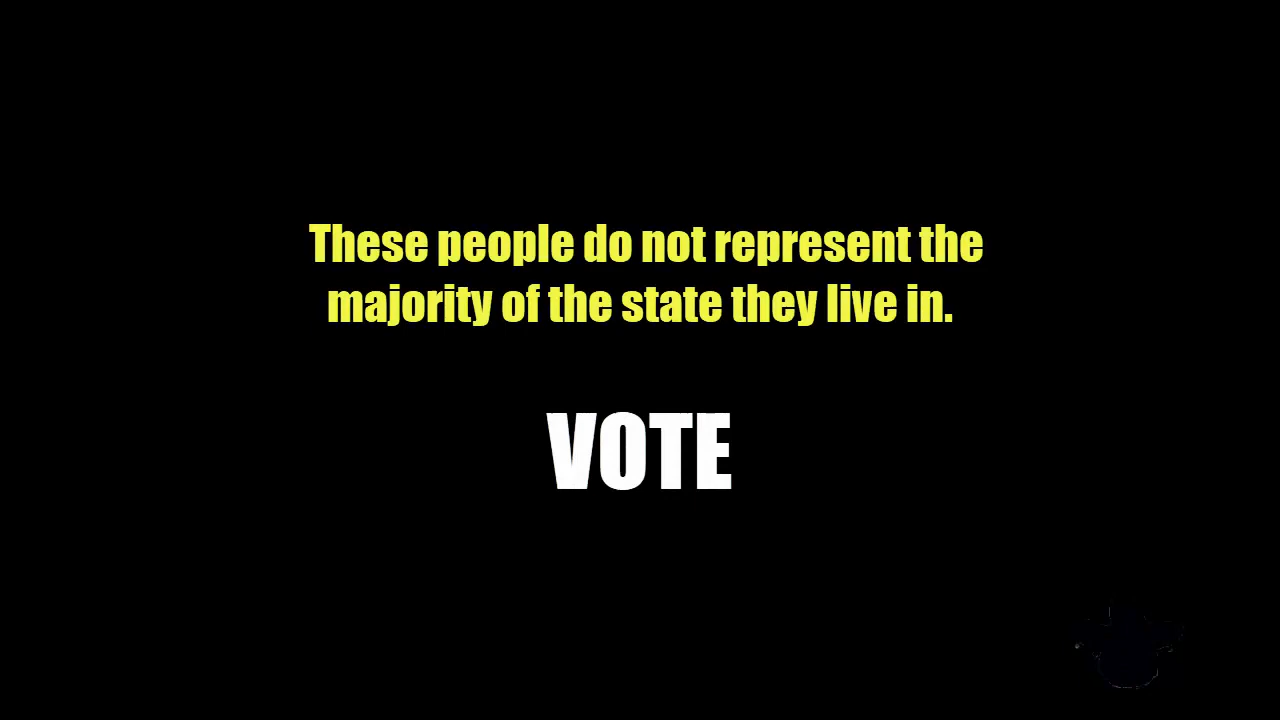 These people do not represent the
majority of the state they live in.
VOTE